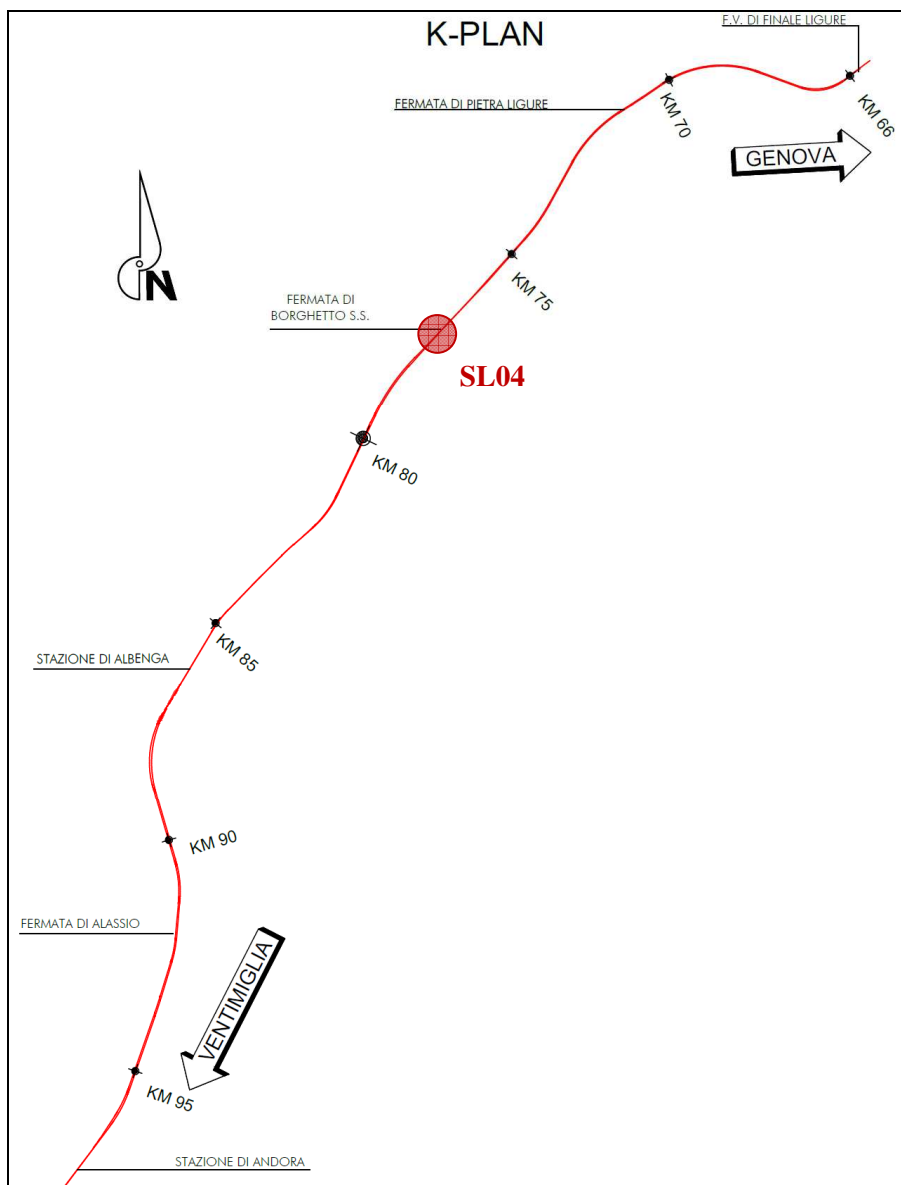 K-PLAN
F.V. DI FINALE LIGURE
FERMATA DI PIETRA LIGURE
KM 70
KM 66
GENOVA
N
KM 75
FERMATA DI
BORGHETTO S.S.
SL04
KM 80
KM 85
STAZIONE DI ALBENGA
KM 90
FERMATA DI ALASSIO
VENTIMIGLIA
KM 95
STAZIONE DI ANDORA